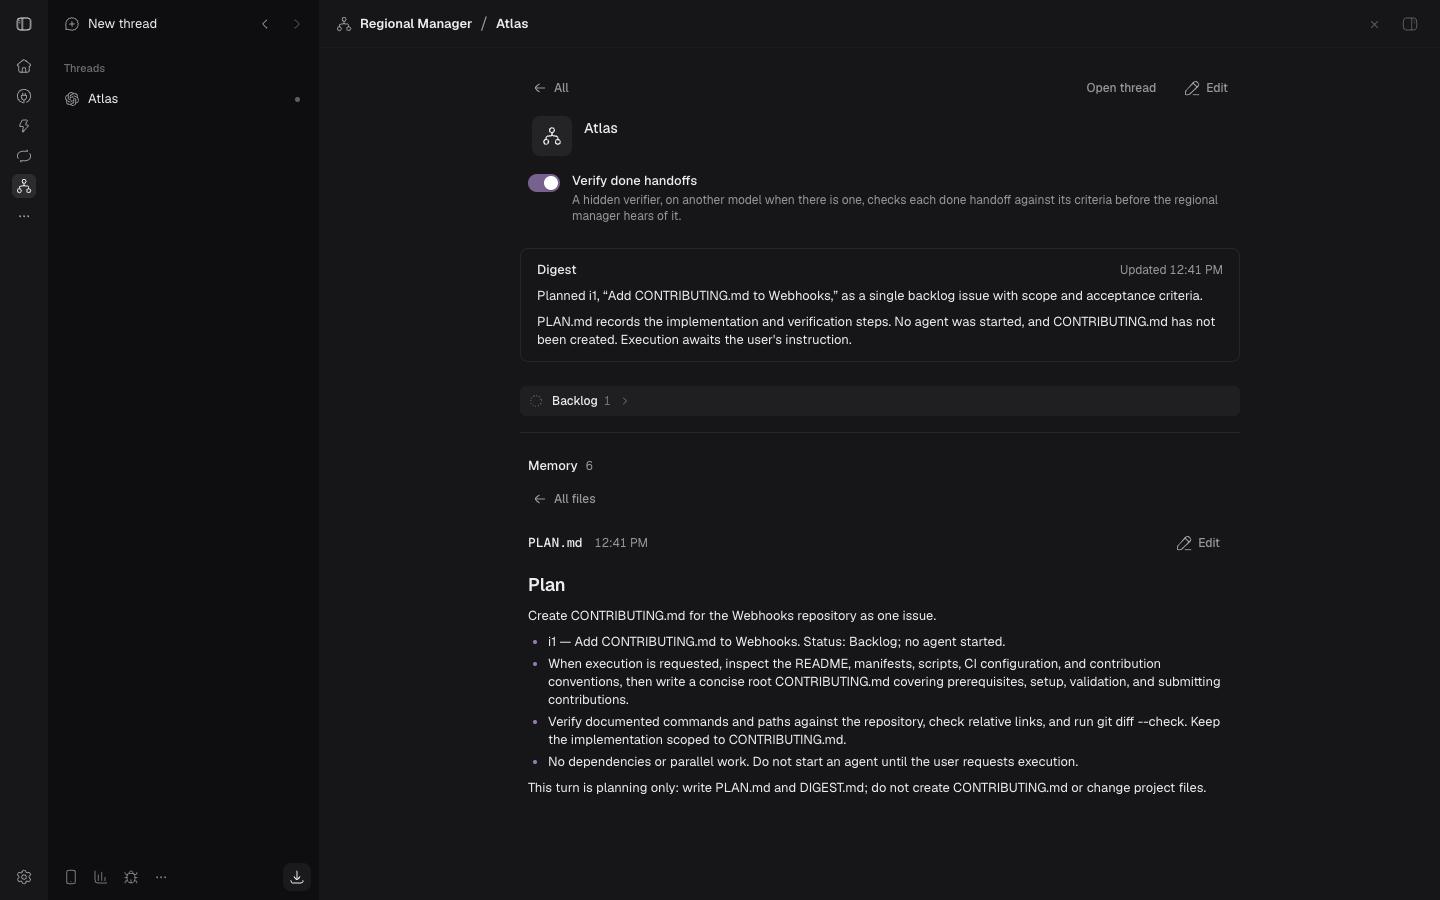 New thread
Regional Manager / Atlas
Threads
Atlas
All
Open thread
Edit
Atlas
Verify done handoffs
A hidden verifier, on another model when there is one, checks each done handoff against its criteria before the regional
manager hears of it.
Digest
Updated 12:41 PM
Planned i1, “Add CONTRIBUTING.md to Webhooks,” as a single backlog issue with scope and acceptance criteria.
PLAN.md records the implementation and verification steps. No agent was started, and CONTRIBUTING.md has not
been created. Execution awaits the user's instruction.
Backlog 1
Memory 6
All files
PLAN.md 12:41 PM
Edit
Plan
Create CONTRIBUTING.md for the Webhooks repository as one issue.
• i1 — Add CONTRIBUTING.md to Webhooks. Status: Backlog; no agent started.
• When execution is requested, inspect the README, manifests, scripts, CI configuration, and contribution
conventions, then write a concise root CONTRIBUTING.md covering prerequisites, setup, validation, and submitting
contributions.
• Verify documented commands and paths against the repository, check relative links, and run git diff --check. Keep
the implementation scoped to CONTRIBUTING.md.
• No dependencies or parallel work. Do not start an agent until the user requests execution.
This turn is planning only: write PLAN.md and DIGEST.md; do not create CONTRIBUTING.md or change project files.